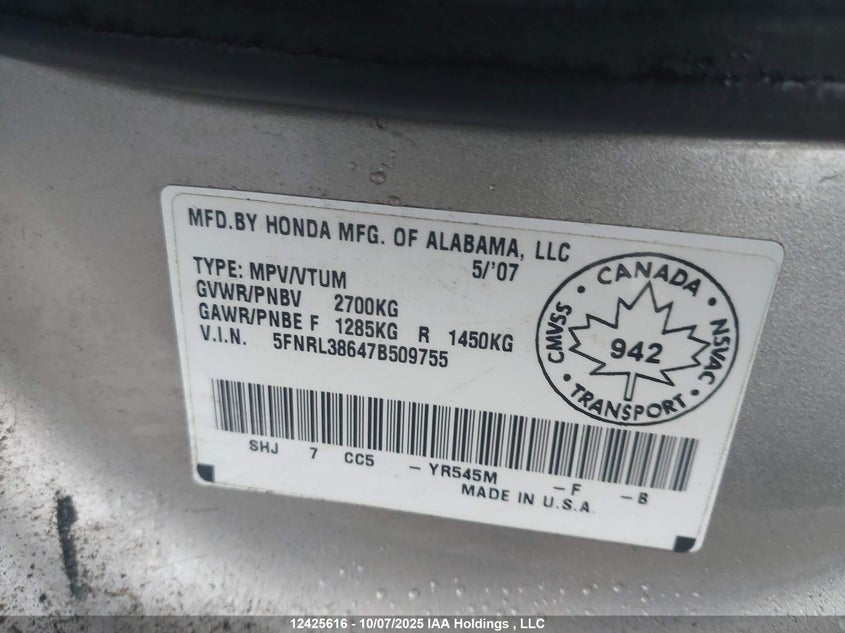 MFD.BY HONDA MFG. OF ALABAMA, LLC
5/'07
TYPE: MPV/VTUM
GVWR/PNBV 2700KG
GAWR/PNBE F 1285KG R 1450KG
V.I.N. 5FNRL38647B509755
CANADA
CMVSS
NSVAC
942
TRANSPORT
SHJ 7 CC5 -YR545M -F -B
MADE IN U.S.A.
12425616 - 10/07/2025 IAA Holdings , LLC